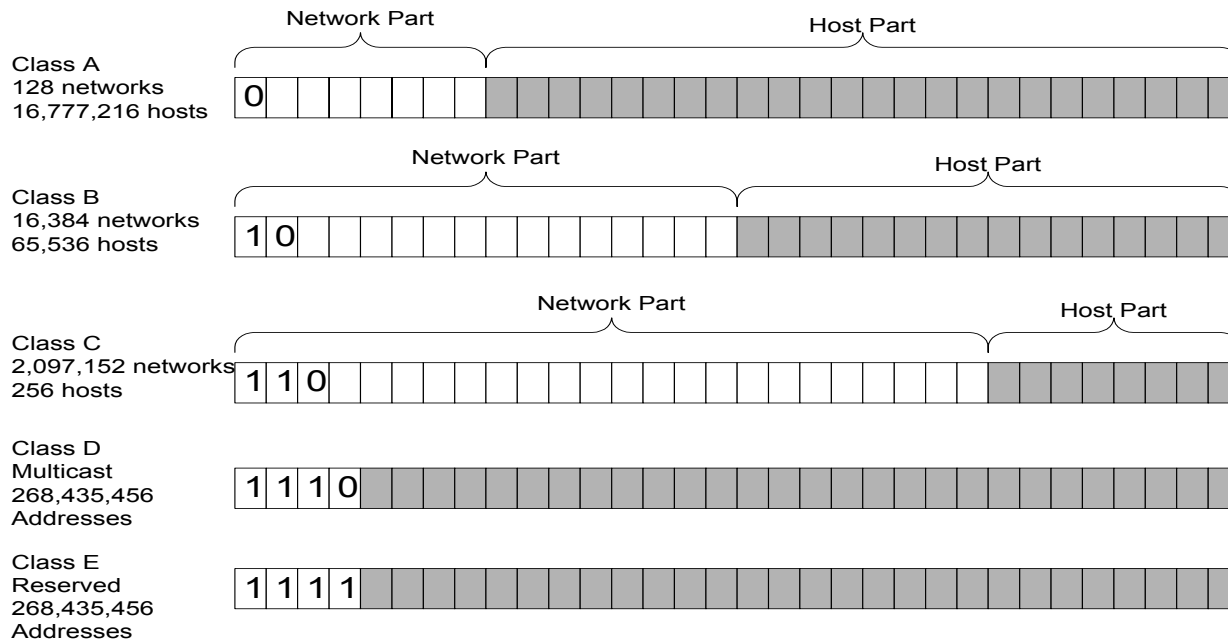 Network Part
Host Part
Class A
128 networks
16,777,216 hosts
0
Network Part
Host Part
Class B
16,384 networks
65,536 hosts
1 0
Network Part
Host Part
Class C
2,097,152 networks
256 hosts
1 1 0
Class D
Multicast
268,435,456
Addresses
1 1 1 0
Class E
Reserved
268,435,456
Addresses
1 1 1 1